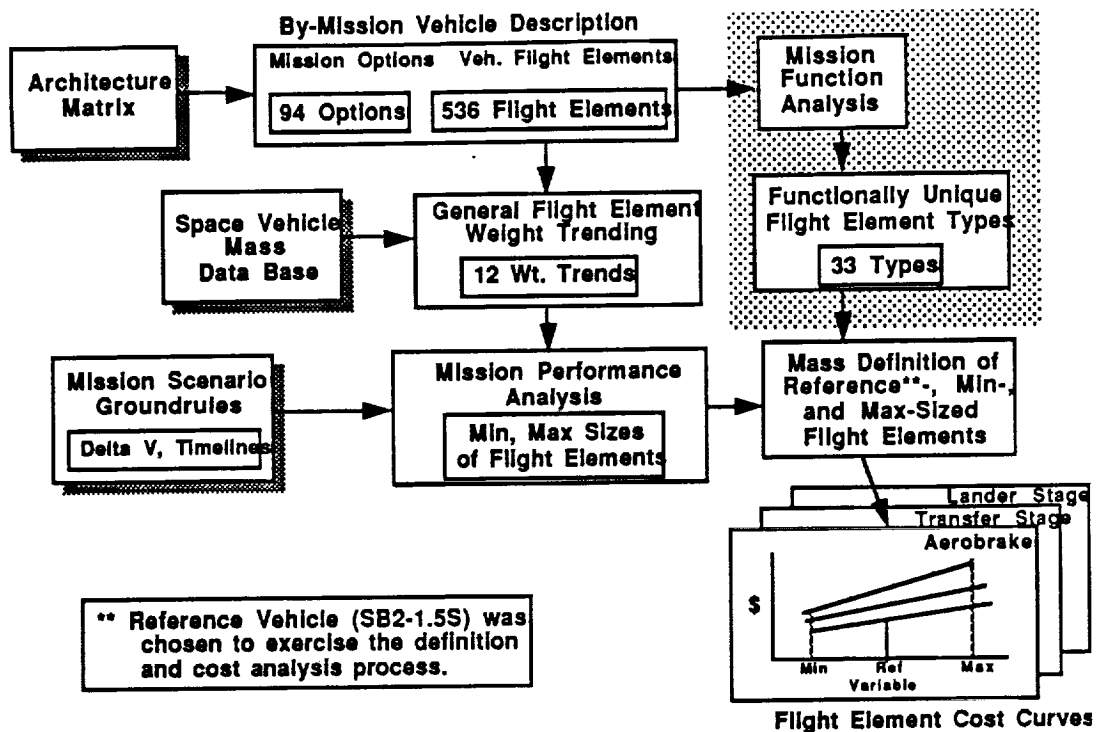 By-Mission Vehicle Description
Architecture
Matrix
Mission Options Veh. Flight Elements
94 Options 536 Flight Elements
Mission
Function
Analysis
Space Vehicle
Mass
Data Base
General Flight Element
Weight Trending
12 Wt. Trends
Functionally Unique
Flight Element Types
33 Types
Mission Scenario
Groundrules
Delta V, Timelines
Mission Performance
Analysis
Min, Max Sizes
of Flight Elements
Mass Definition of
Reference**-, Min-,
and Max-Sized
Flight Elements
Lander Stage
Transfer Stage
Aerobrake
$
Min Ref Max
Variable
Flight Element Cost Curves
** Reference Vehicle (SB2-1.5S) was
chosen to exercise the definition
and cost analysis process.